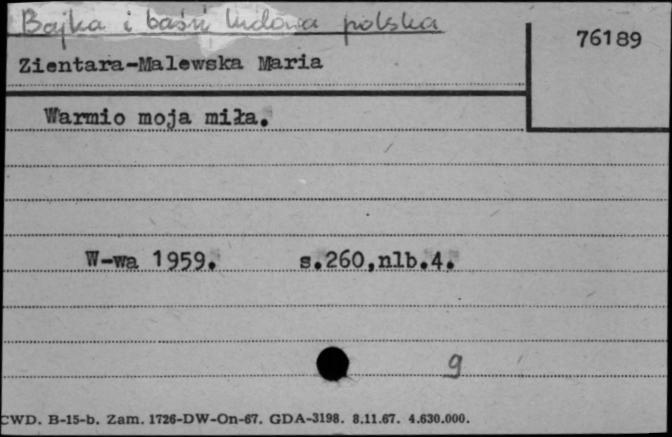 Bajka i baśń ludowa polska
76189
Zientara-Malewska Maria
Warmio moja miła.
W-wa 1959. s.260,nlb.4.
9
CWD. B-15-b. Zam. 1726-DW-On-67. GDA-3198. 8.11.67. 4.630.000.